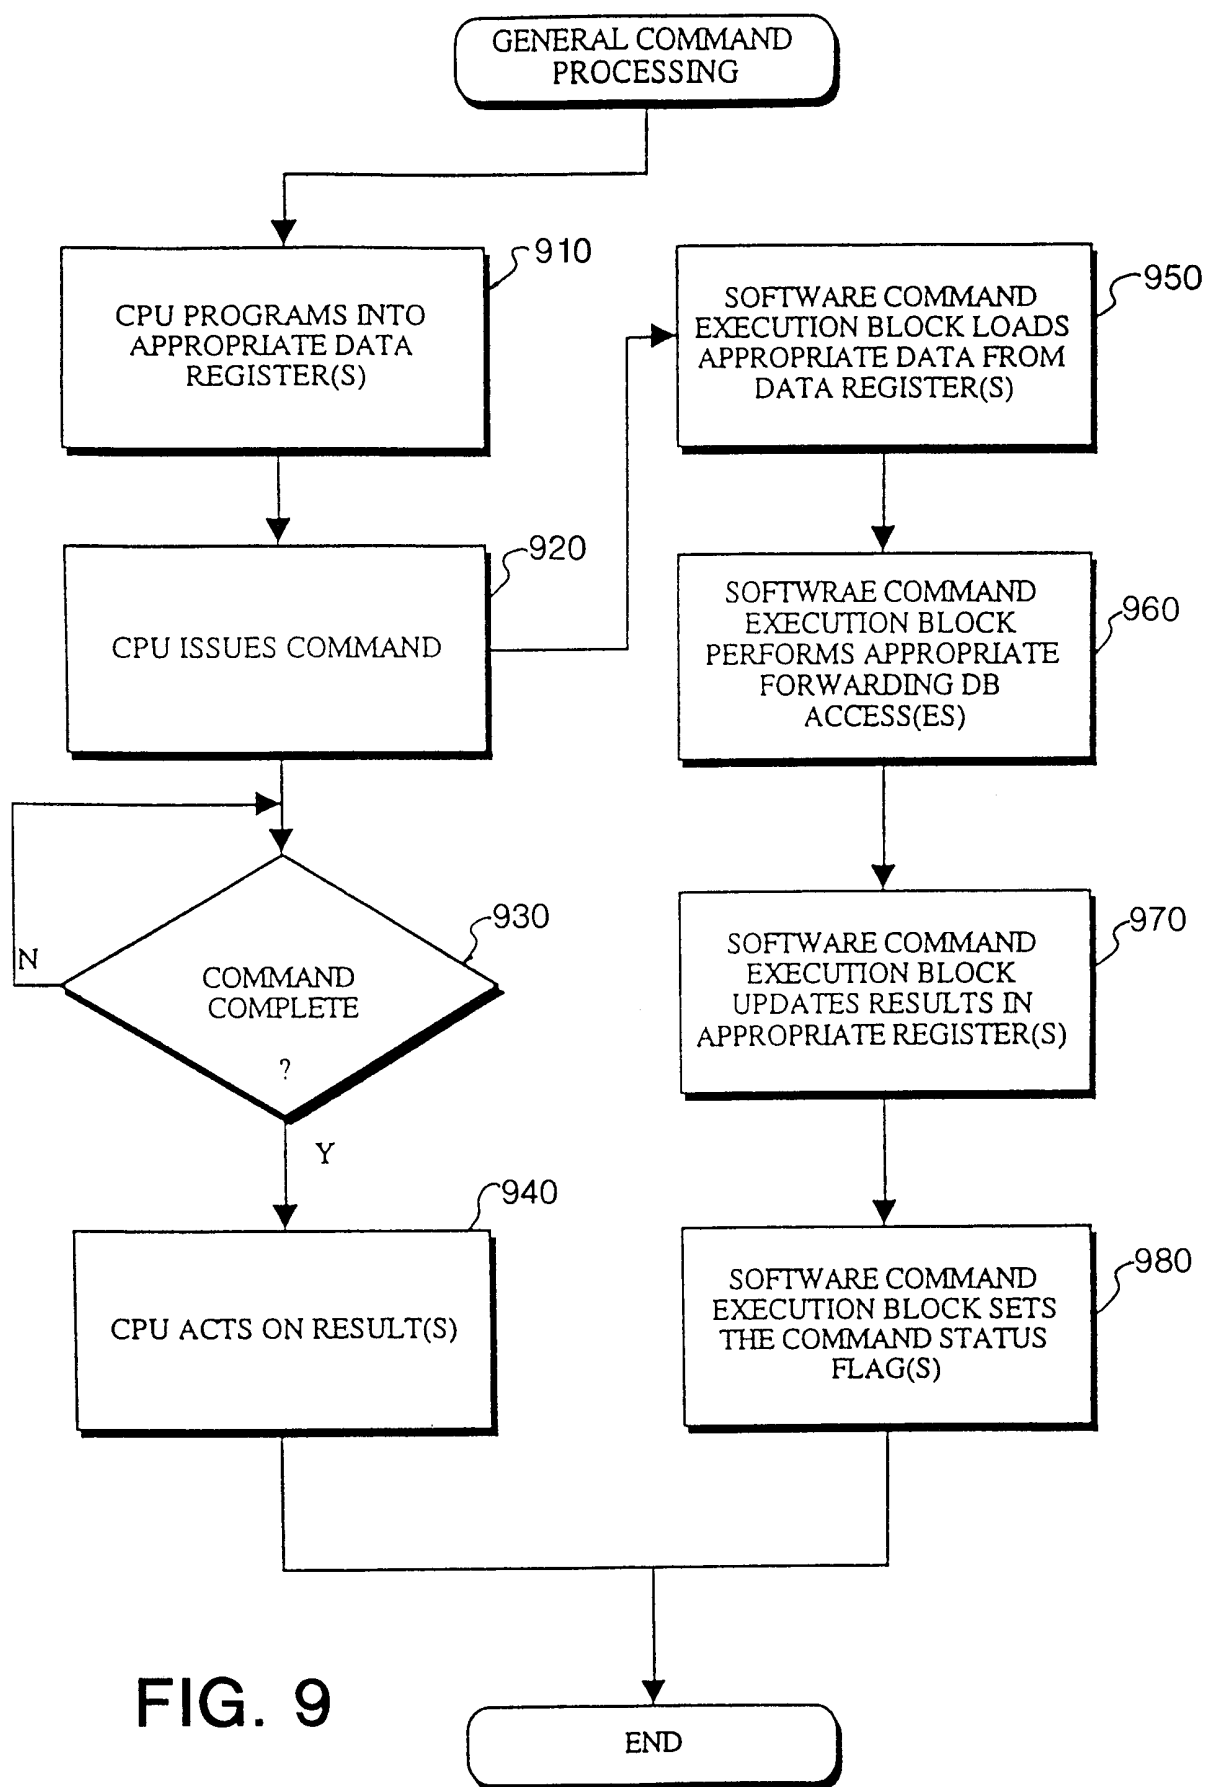 GENERAL COMMAND
PROCESSING
910
CPU PROGRAMS INTO
APPROPRIATE DATA
REGISTER(S)
920
CPU ISSUES COMMAND
930
N
COMMAND
COMPLETE
?
Y
940
CPU ACTS ON RESULT(S)
950
SOFTWARE COMMAND
EXECUTION BLOCK LOADS
APPROPRIATE DATA FROM
DATA REGISTER(S)
960
SOFTWRAE COMMAND
EXECUTION BLOCK
PERFORMS APPROPRIATE
FORWARDING DB
ACCESS(ES)
970
SOFTWARE COMMAND
EXECUTION BLOCK
UPDATES RESULTS IN
APPROPRIATE REGISTER(S)
980
SOFTWARE COMMAND
EXECUTION BLOCK SETS
THE COMMAND STATUS
FLAG(S)
FIG. 9
END